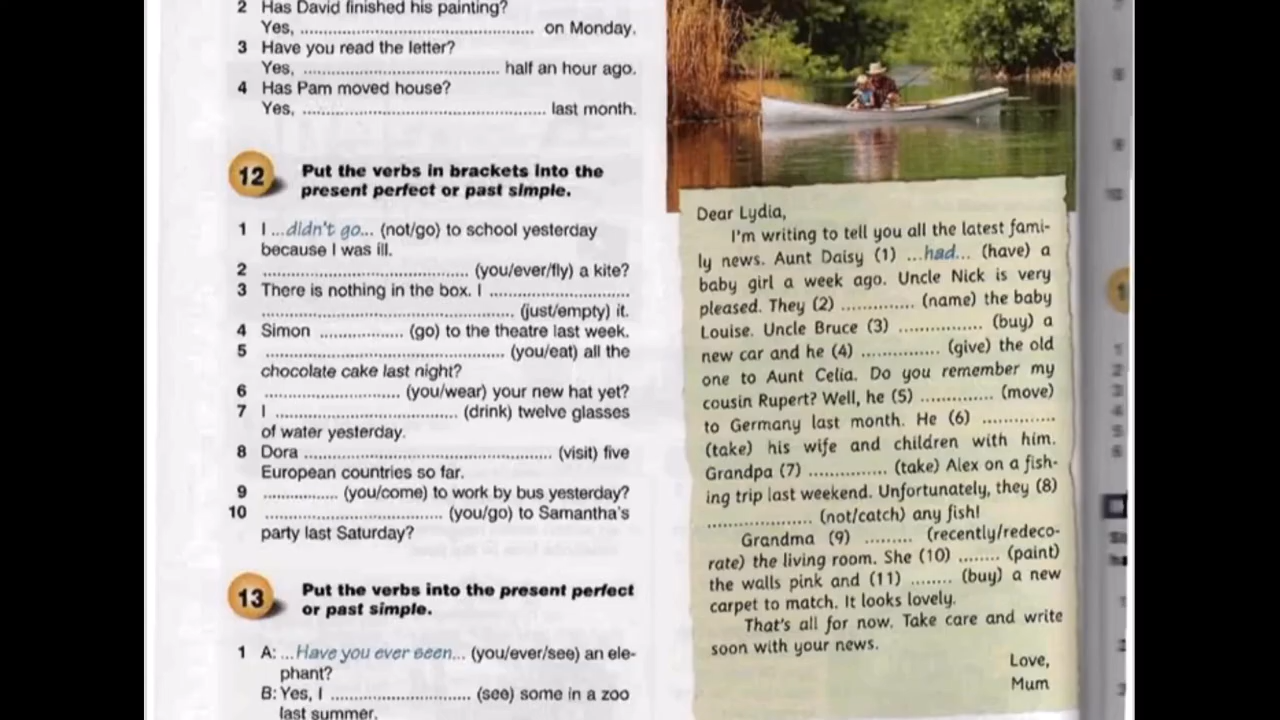 2 Has David finished his painting?
Yes, .......................................... on Monday.
3 Have you read the letter?
Yes, ................................... half an hour ago.
4 Has Pam moved house?
Yes, ............................................ last month.
12 Put the verbs in brackets into the
present perfect or past simple.
1 I ...didn't go... (not/go) to school yesterday
because I was ill.
2 ..................................... (you/ever/fly) a kite?
3 There is nothing in the box. I .........................
............................................. (just/empty) it.
4 Simon ............... (go) to the theatre last week.
5 ........................................... (you/eat) all the
chocolate cake last night?
6 ........................ (you/wear) your new hat yet?
7 I ................................. (drink) twelve glasses
of water yesterday.
8 Dora ............................................. (visit) five
European countries so far.
9 ............. (you/come) to work by bus yesterday?
10 ................................ (you/go) to Samantha's
party last Saturday?
13 Put the verbs into the present perfect
or past simple.
1 A: ...Have you ever seen... (you/ever/see) an ele-
phant?
B: Yes, I ......................... (see) some in a zoo
last summer.
Dear Lydia,
I'm writing to tell you all the latest fami-
ly news. Aunt Daisy (1) ...had... (have) a
baby girl a week ago. Uncle Nick is very
pleased. They (2) ............. (name) the baby
Louise. Uncle Bruce (3) ............... (buy) a
new car and he (4) .............. (give) the old
one to Aunt Celia. Do you remember my
cousin Rupert? Well, he (5) ............. (move)
to Germany last month. He (6) .............
(take) his wife and children with him.
Grandpa (7) .............. (take) Alex on a fish-
ing trip last weekend. Unfortunately, they (8)
.................. (not/catch) any fish!
Grandma (9) ......... (recently/redeco-
rate) the living room. She (10) ........ (paint)
the walls pink and (11) ........ (buy) a new
carpet to match. It looks lovely.
That's all for now. Take care and write
soon with your news.
Love,
Mum